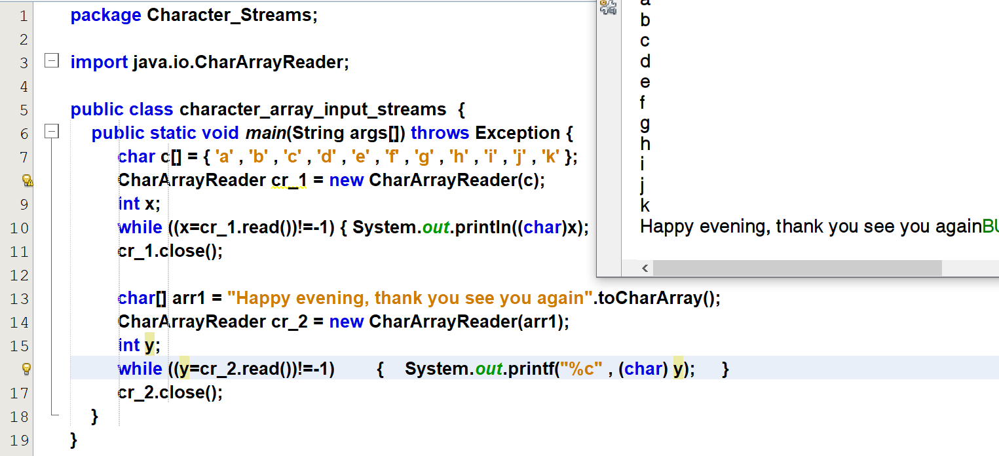 1 package Character_Streams;
2
3 import java.io.CharArrayReader;
4
5 public class character_array_input_streams  {
6 public static void main(String args[]) throws Exception {
7 char c[] = { 'a' , 'b' , 'c' , 'd' , 'e' , 'f' , 'g' , 'h' , 'i' , 'j' , 'k' };
CharArrayReader cr_1 = new CharArrayReader(c);
9 int x;
10 while ((x=cr_1.read())!=-1) { System.out.println((char)x);
11 cr_1.close();
12
13 char[] arr1 = "Happy evening, thank you see you again".toCharArray();
14 CharArrayReader cr_2 = new CharArrayReader(arr1);
15 int y;
while ((y=cr_2.read())!=-1) { System.out.printf("%c" , (char) y); }
17 cr_2.close();
18 }
19 }
a
b
c
d
e
f
g
h
i
j
k
Happy evening, thank you see you again